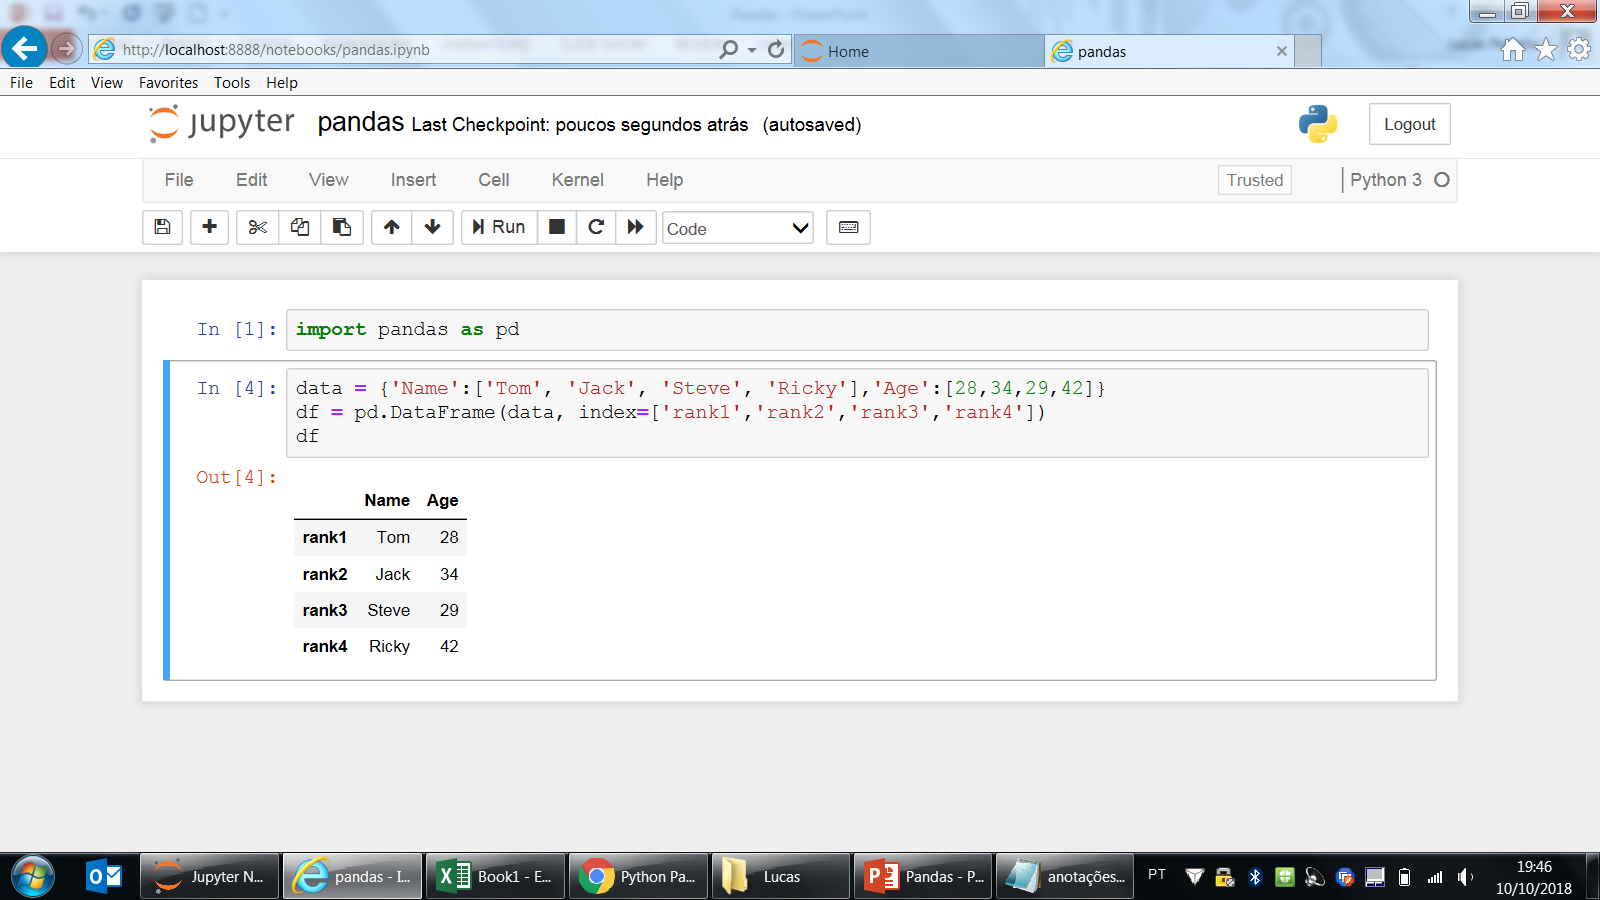 Pandas - PowerPoint
http://localhost:8888/notebooks/pandas.ipynb
Home
pandas
File Edit View Favorites Tools Help
jupyter pandas Last Checkpoint: poucos segundos atrás (autosaved)
Logout
File Edit View Insert Cell Kernel Help
Trusted
Python 3
Run
Code
In [1]: import pandas as pd
In [4]: data = {'Name':['Tom', 'Jack', 'Steve', 'Ricky'],'Age':[28,34,29,42]}
df = pd.DataFrame(data, index=['rank1','rank2','rank3','rank4'])
df
Out[4]:
Name Age
rank1 Tom 28
rank2 Jack 34
rank3 Steve 29
rank4 Ricky 42
Jupyter N...
pandas - I...
Book1 - E...
Python Pa...
Lucas
Pandas - P...
anotações...
PT
19:46
10/10/2018